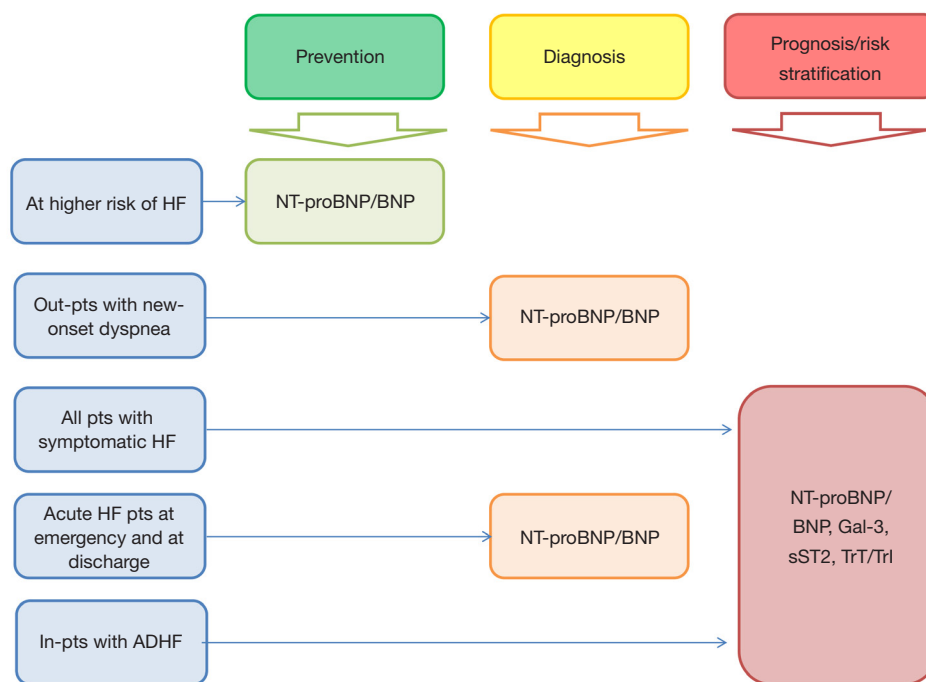 Prevention
Diagnosis
Prognosis/risk
stratification
At higher risk of HF
NT-proBNP/BNP
Out-pts with new-
onset dyspnea
NT-proBNP/BNP
All pts with
symptomatic HF
NT-proBNP/
BNP, Gal-3,
sST2, TrT/TrI
Acute HF pts at
emergency and at
discharge
NT-proBNP/BNP
In-pts with ADHF